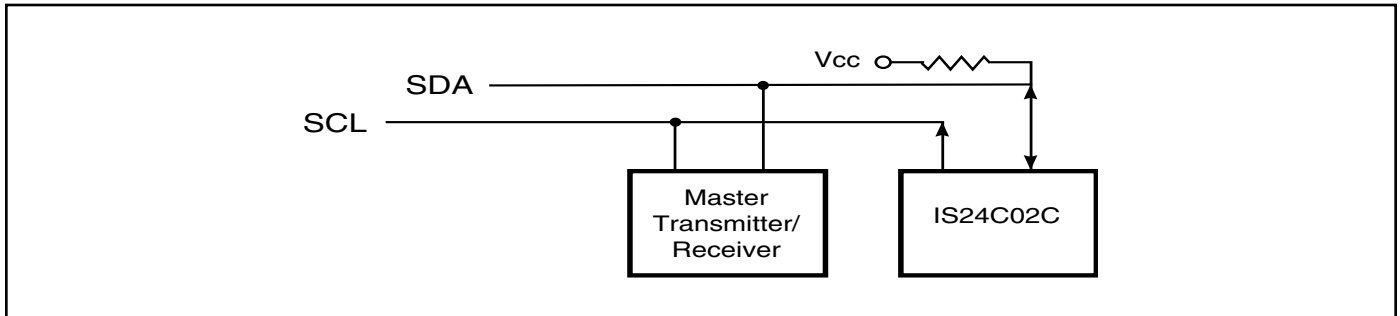 Vcc
SDA
SCL
Master
Transmitter/
Receiver
IS24C02C